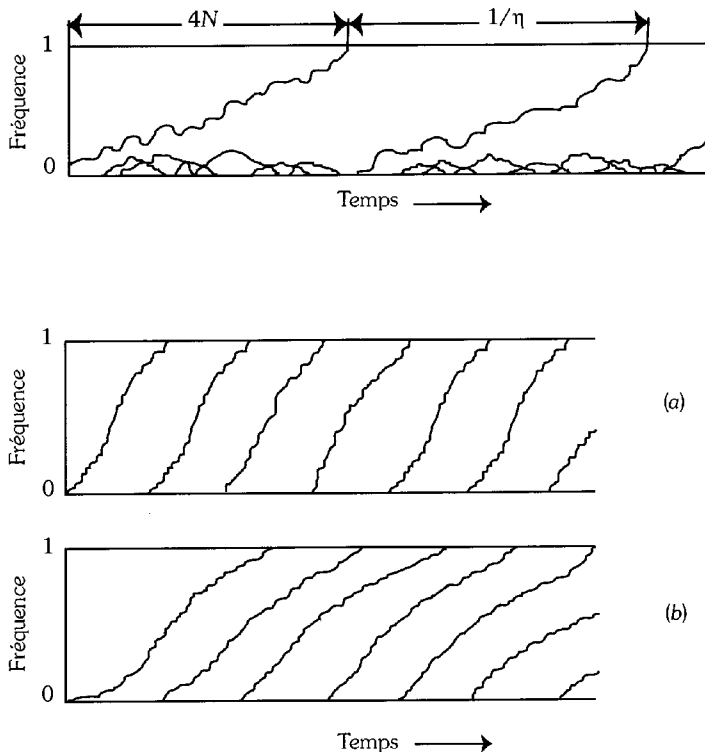 4N 1/η
1
Fréquence
0
Temps
1
Fréquence
0
(a)
1
Fréquence
0
(b)
Temps